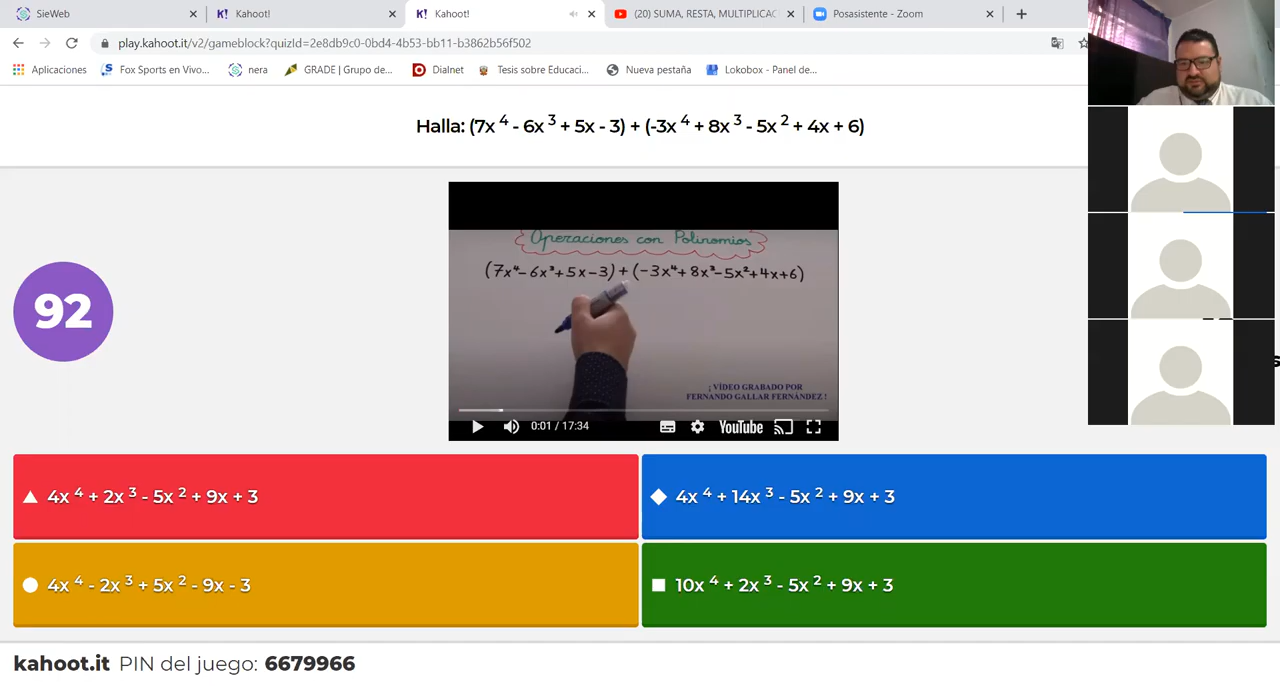 SieWeb
Kahoot!
Kahoot!
(20) SUMA, RESTA, MULTIPLICAC
Posasistente - Zoom
play.kahoot.it/v2/gameblock?quizId=2e8db9c0-0bd4-4b53-bb11-b3862b56f502
Aplicaciones
Fox Sports en Vivo...
nera
GRADE | Grupo de...
Dialnet
Tesis sobre Educaci...
Nueva pestaña
Lokobox - Panel de...
Halla: (7x⁴ - 6x³ + 5x - 3) + (-3x⁴ + 8x³ - 5x² + 4x + 6)
92
Operaciones con Polinomios
(7x⁴-6x³+5x-3)+(-3x⁴+8x³-5x²+4x+6)
¡ VÍDEO GRABADO POR
FERNANDO GALLAR FERNÁNDEZ !
0:01 / 17:34
YouTube
4x⁴ + 2x³ - 5x² + 9x + 3
4x⁴ + 14x³ - 5x² + 9x + 3
4x⁴ - 2x³ + 5x² - 9x - 3
10x⁴ + 2x³ - 5x² + 9x + 3
kahoot.it PIN del juego: 6679966